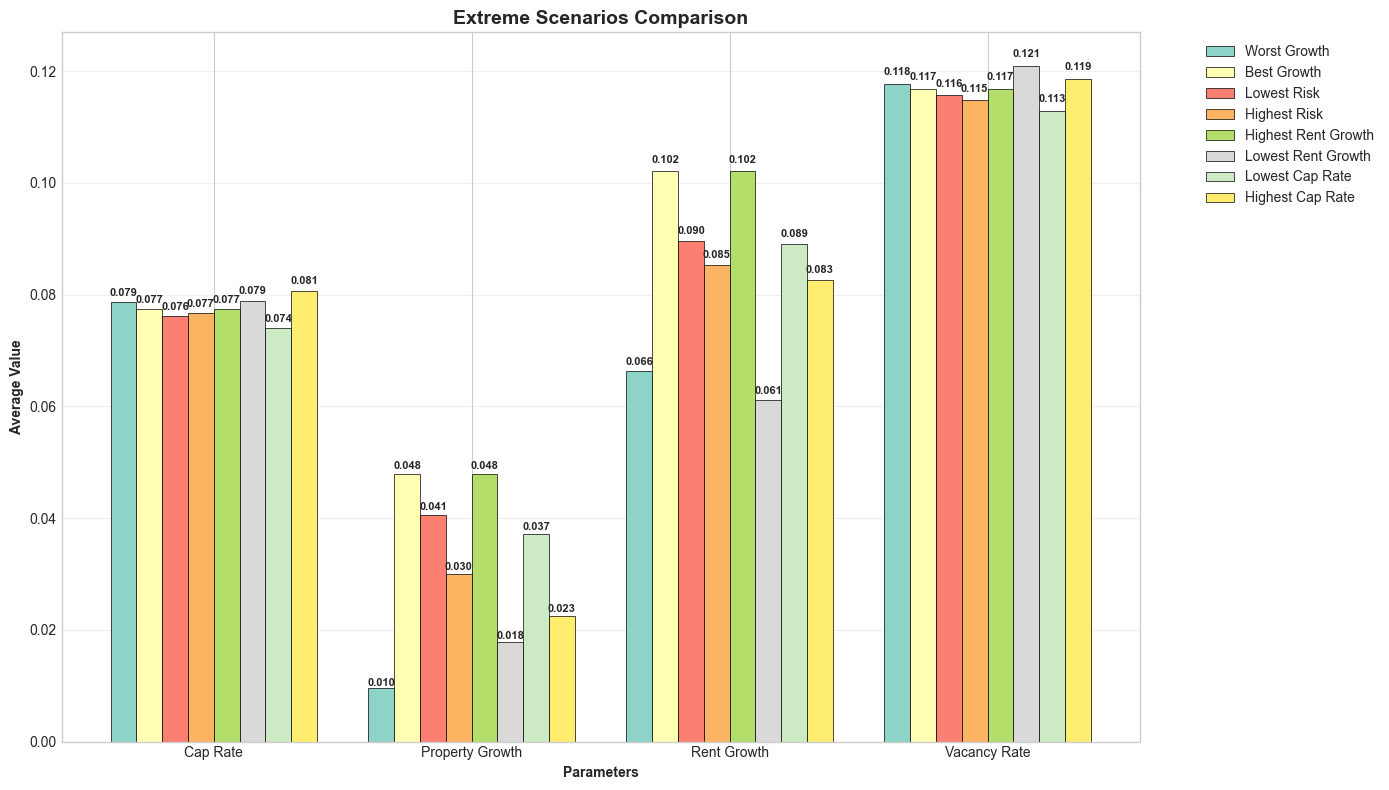 Extreme Scenarios Comparison
Average Value
0.12
0.10
0.08
0.06
0.04
0.02
0.00
0.079
0.077
0.076
0.077
0.077
0.079
0.074
0.081
0.010
0.048
0.041
0.030
0.048
0.018
0.037
0.023
0.066
0.102
0.090
0.085
0.102
0.061
0.089
0.083
0.118
0.117
0.116
0.115
0.117
0.121
0.113
0.119
Cap Rate
Property Growth
Rent Growth
Vacancy Rate
Parameters
Worst Growth
Best Growth
Lowest Risk
Highest Risk
Highest Rent Growth
Lowest Rent Growth
Lowest Cap Rate
Highest Cap Rate